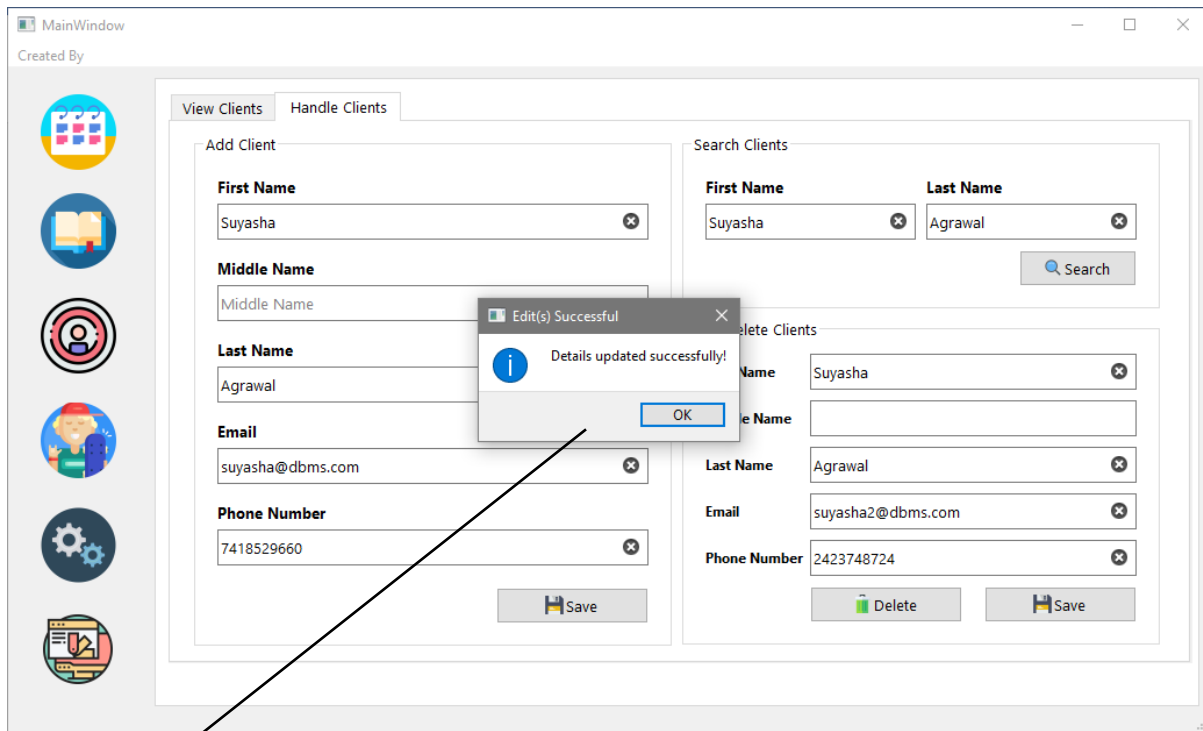 MainWindow
Created By
View Clients
Handle Clients
Add Client
First Name
Suyasha
Middle Name
Middle Name
Last Name
Agrawal
Email
suyasha@dbms.com
Phone Number
7418529660
Save
Search Clients
First Name Last Name
Suyasha Agrawal
Search
Edit(s) Successful
Details updated successfully!
OK
elete Clients
Name Suyasha
le Name
Last Name Agrawal
Email suyasha2@dbms.com
Phone Number 2423748724
Delete Save